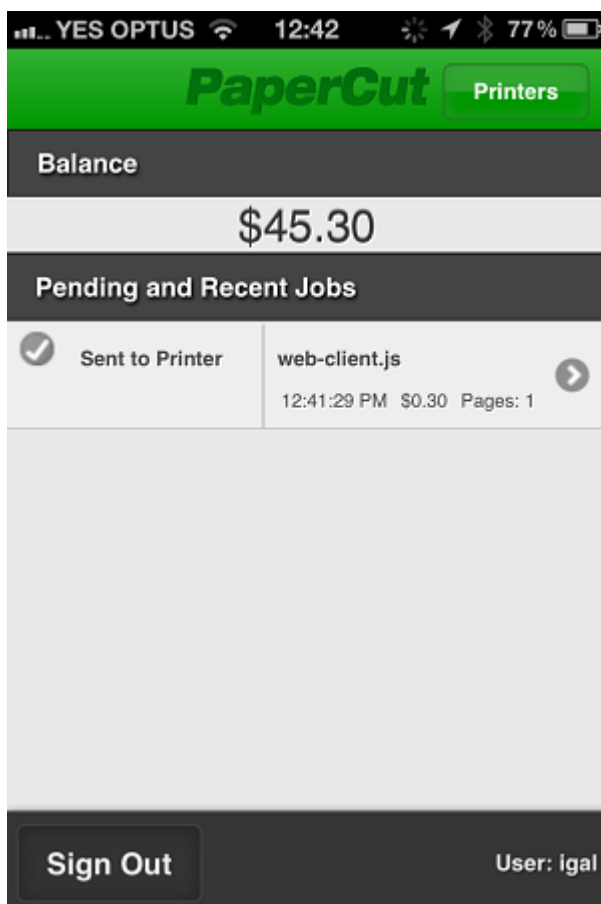 YES OPTUS 12:42 77%
PaperCut Printers
Balance
$45.30
Pending and Recent Jobs
Sent to Printer web-client.js
12:41:29 PM $0.30 Pages: 1
Sign Out User: igal